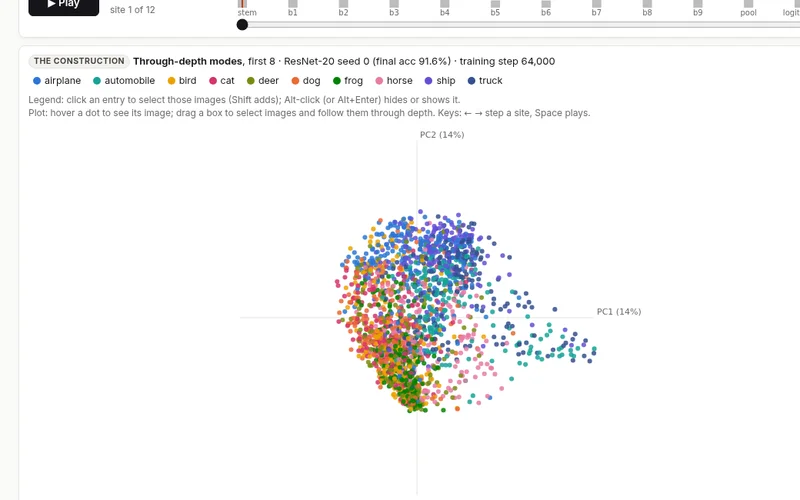 ▶ Play
site 1 of 12
stem b1 b2 b3 b4 b5 b6 b7 b8 b9 pool logit
THE CONSTRUCTION Through-depth modes, first 8 · ResNet-20 seed 0 (final acc 91.6%) · training step 64,000
airplane automobile bird cat deer dog frog horse ship truck
Legend: click an entry to select those images (Shift adds); Alt-click (or Alt+Enter) hides or shows it.
Plot: hover a dot to see its image; drag a box to select images and follow them through depth. Keys: ← → step a site, Space plays.
PC2 (14%)
PC1 (14%)